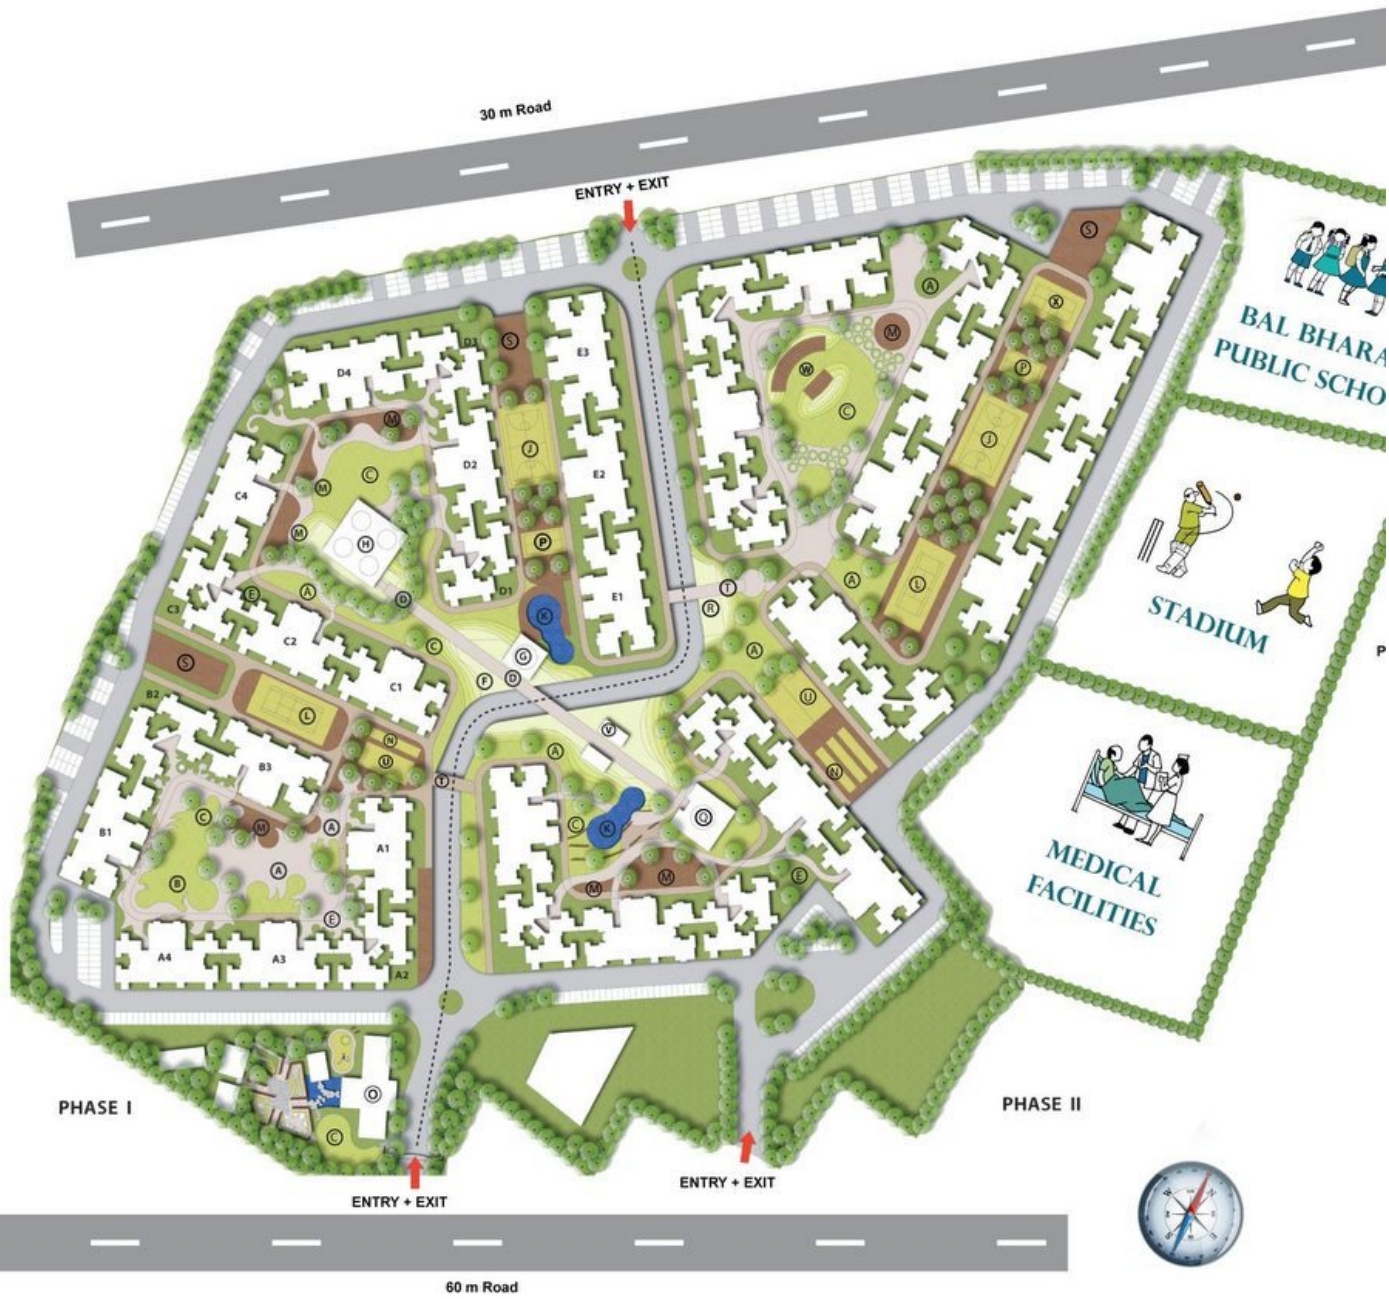 30 m Road
ENTRY + EXIT
S
A
X
M
BAL BHARA
PUBLIC SCHO
D3
S
E3
W
P
D4
M
C
J
C
J
D2
E2
C4
M
STADIUM
M
H
P
A
L
T
E
A
D
D1
E1
R
C3
K
C2
C
A
P
S
G
C1
F
D
B2
U
L
V
N
A
U
B3
T
N
C
K
Q
B1
C
M
A
A1
MEDICAL
FACILITIES
A
B
M
M
E
E
A4
A3
A2
O
PHASE I
PHASE II
C
ENTRY + EXIT
ENTRY + EXIT
N
W
60 m Road